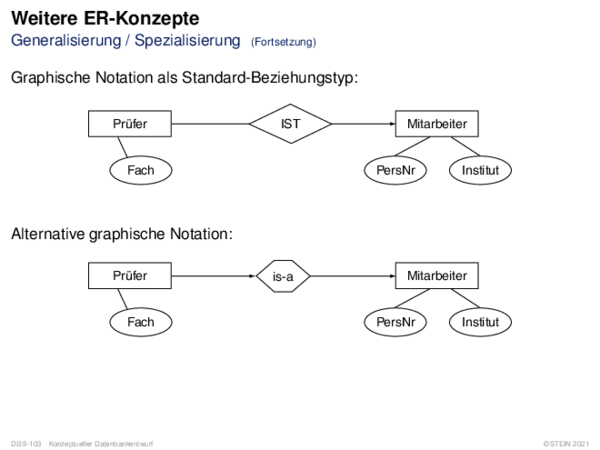 Weitere ER-Konzepte
Generalisierung / Spezialisierung (Fortsetzung)
Graphische Notation als Standard-Beziehungstyp:
Prüfer IST Mitarbeiter
Fach PersNr Institut
Alternative graphische Notation:
Prüfer is-a Mitarbeiter
Fach PersNr Institut
DB:II-103 Konzeptueller Datenbankentwurf ©STEIN 2021